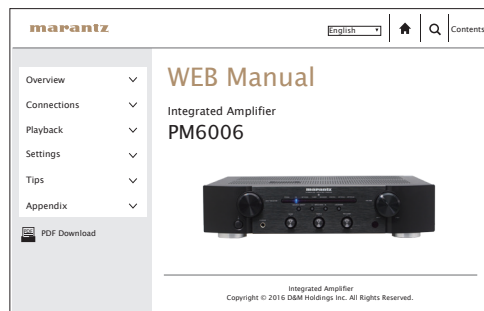 marantz
English
Contents
Overview
Connections
Playback
Settings
Tips
Appendix
PDF Download
WEB Manual
Integrated Amplifier
PM6006
marantz
Integrated Amplifier
Copyright © 2016 D&M Holdings Inc. All Rights Reserved.